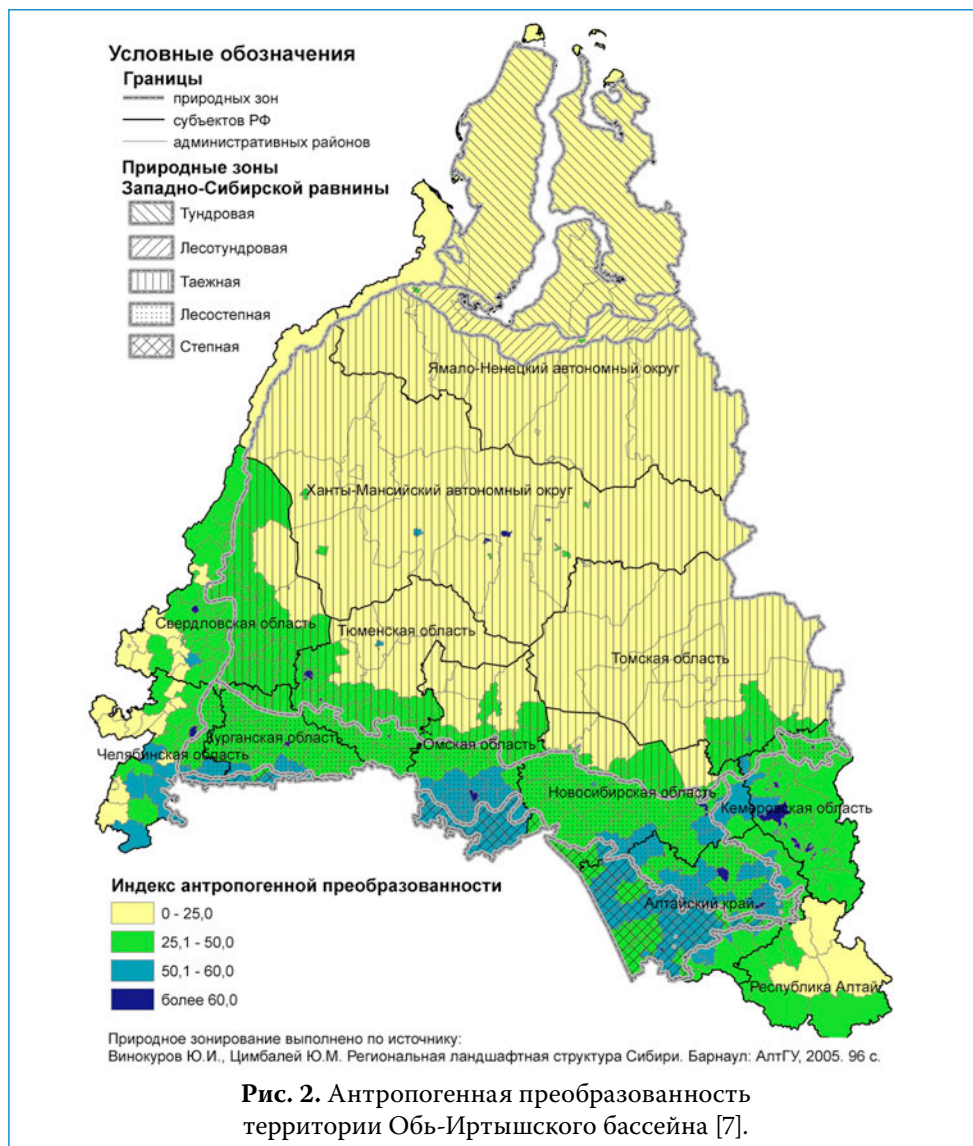 Условные обозначения
Границы
природных зон
субъектов РФ
административных районов
Природные зоны
Западно-Сибирской равнины
Тундровая
Лесотундровая
Таежная
Лесостепная
Степная
Ямало-Ненецкий автономный округ
Ханты-Мансийский автономный округ
Свердловская область
Тюменская область
Томская область
Челябинская область
Курганская область
Омская область
Новосибирская область
Кемеровская область
Алтайский край
Республика Алтай
Индекс антропогенной преобразованности
0 - 25,0
25,1 - 50,0
50,1 - 60,0
более 60,0
Природное зонирование выполнено по источнику:
Винокуров Ю.И., Цимбалей Ю.М. Региональная ландшафтная структура Сибири. Барнаул: АлтГУ, 2005. 96 с.
Рис. 2. Антропогенная преобразованность
территории Обь-Иртышского бассейна [7].